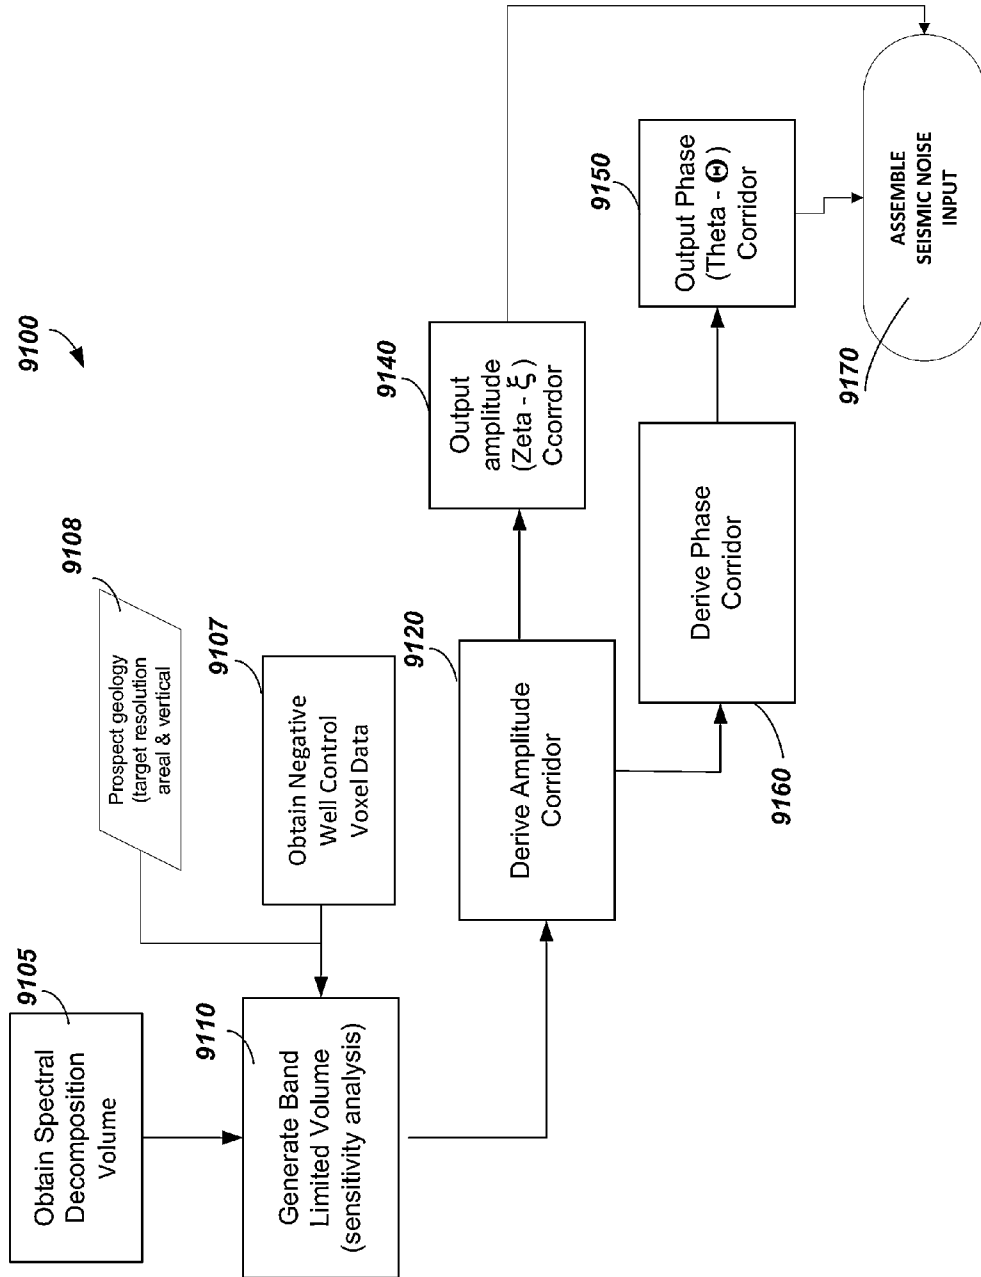 9100
9105
Obtain Spectral
Decomposition
Volume
9108
Prospect geology
(target resolution
areal & vertical
9107
Obtain Negative
Well Control
Voxel Data
9110
Generate Band
Limited Volume
(sensitivity analysis)
9120
Derive Amplitude
Corridor
9140
Output
amplitude
(Zeta - ξ)
Ccorrdor
9160
Derive Phase
Corridor
9150
Output Phase
(Theta - Θ)
Corridor
9170
ASSEMBLE
SEISMIC NOISE
INPUT